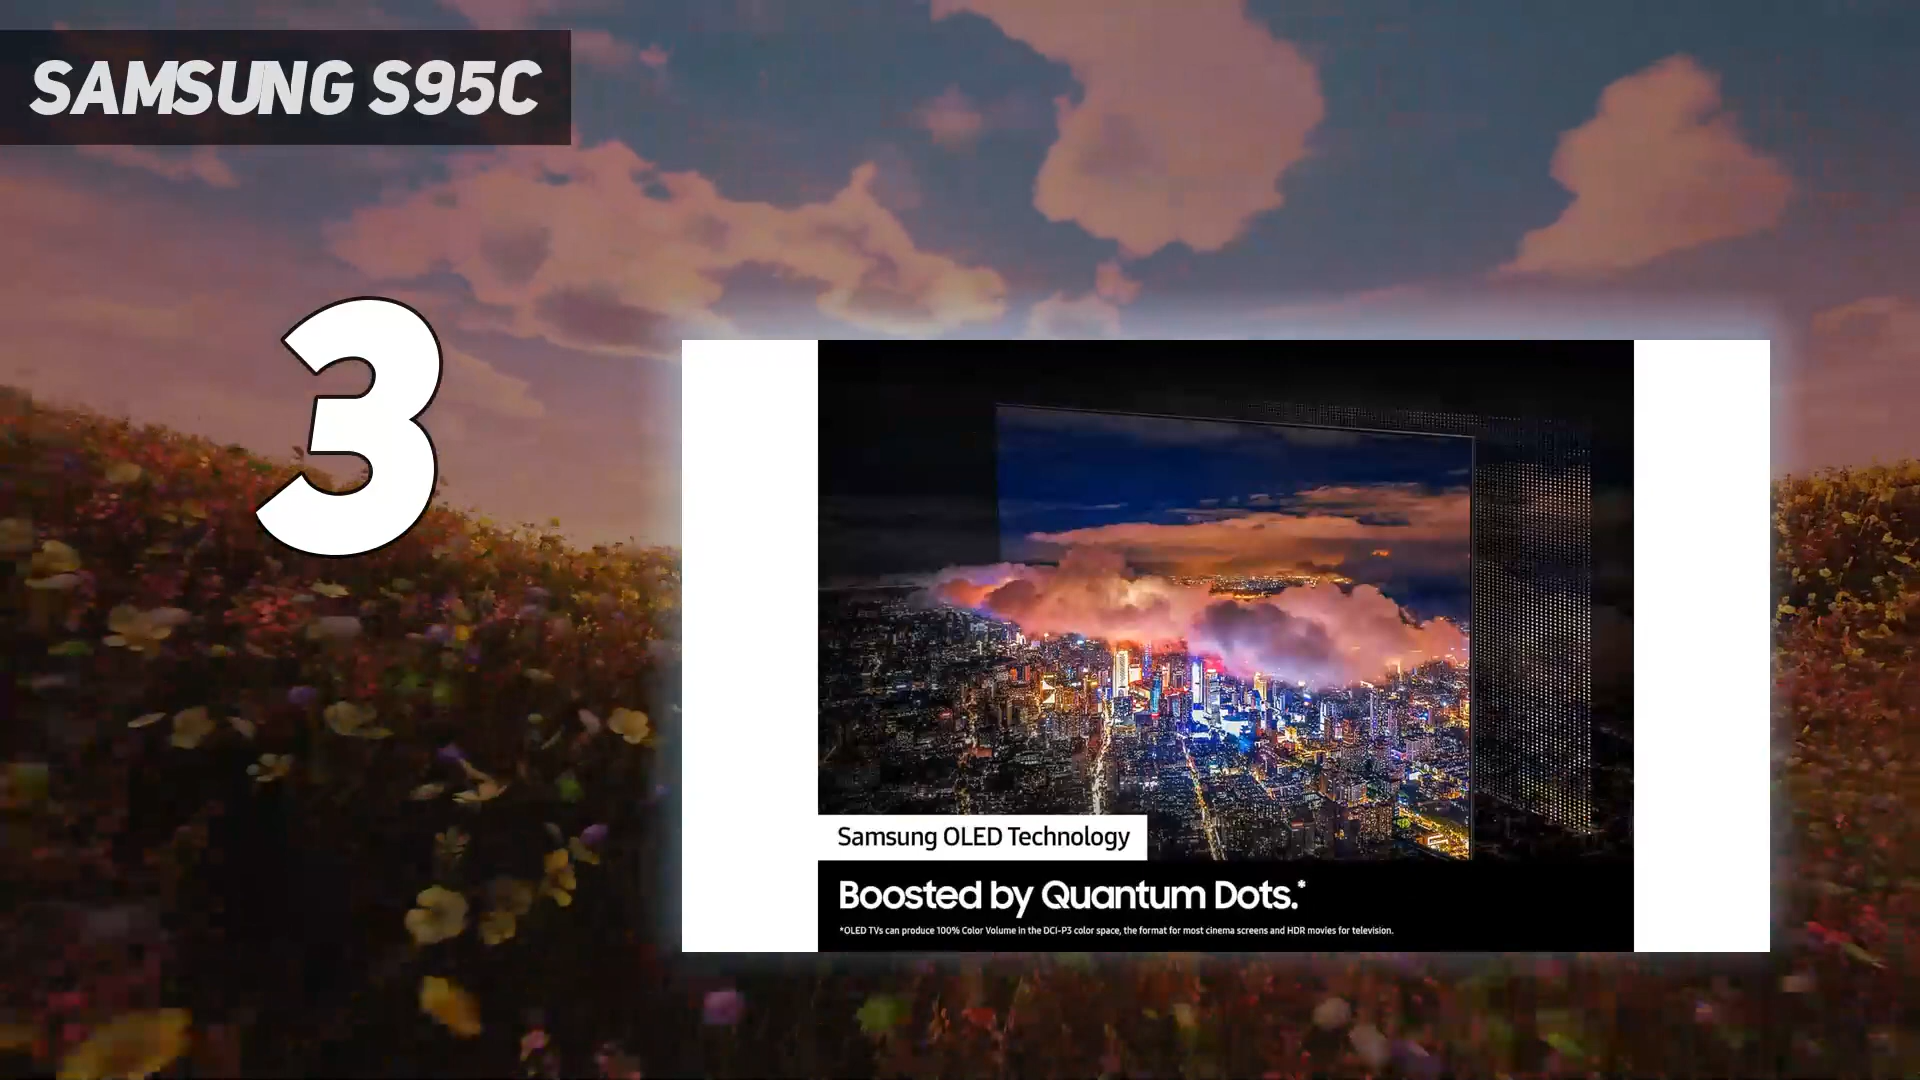 SAMSUNG S95C
3
Samsung OLED Technology
Boosted by Quantum Dots.*
*OLED TVs can produce 100% Color Volume in the DCI-P3 color space, the format for most cinema screens and HDR movies for television.